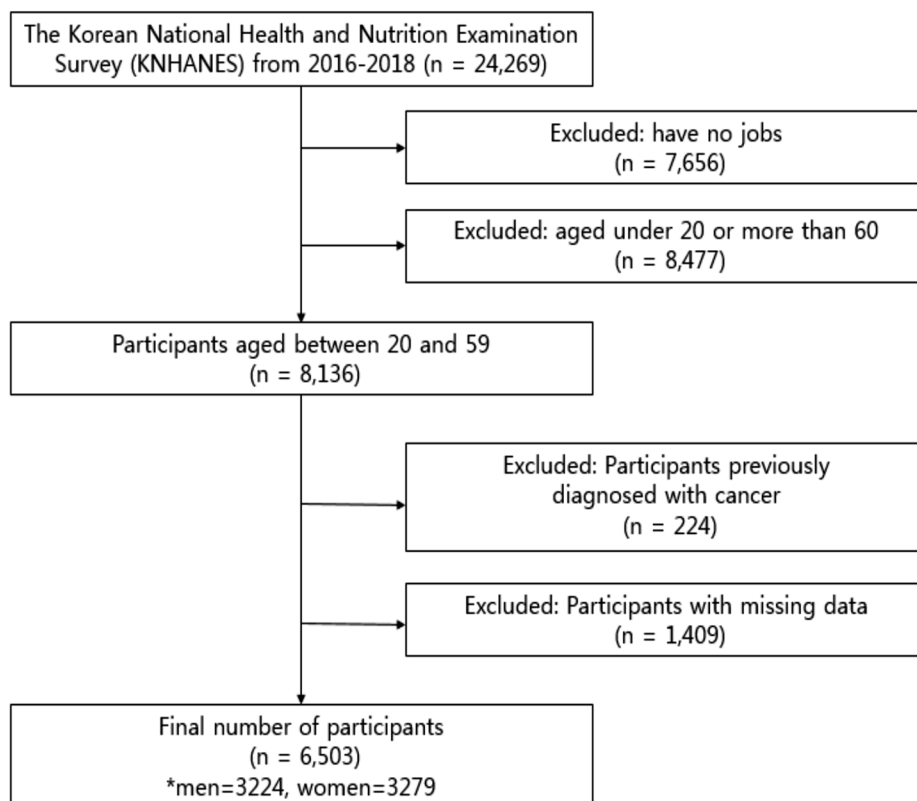 The Korean National Health and Nutrition Examination
Survey (KNHANES) from 2016-2018 (n = 24,269)
Excluded: have no jobs
(n = 7,656)
Excluded: aged under 20 or more than 60
(n = 8,477)
Participants aged between 20 and 59
(n = 8,136)
Excluded: Participants previously
diagnosed with cancer
(n = 224)
Excluded: Participants with missing data
(n = 1,409)
Final number of participants
(n = 6,503)
*men=3224, women=3279